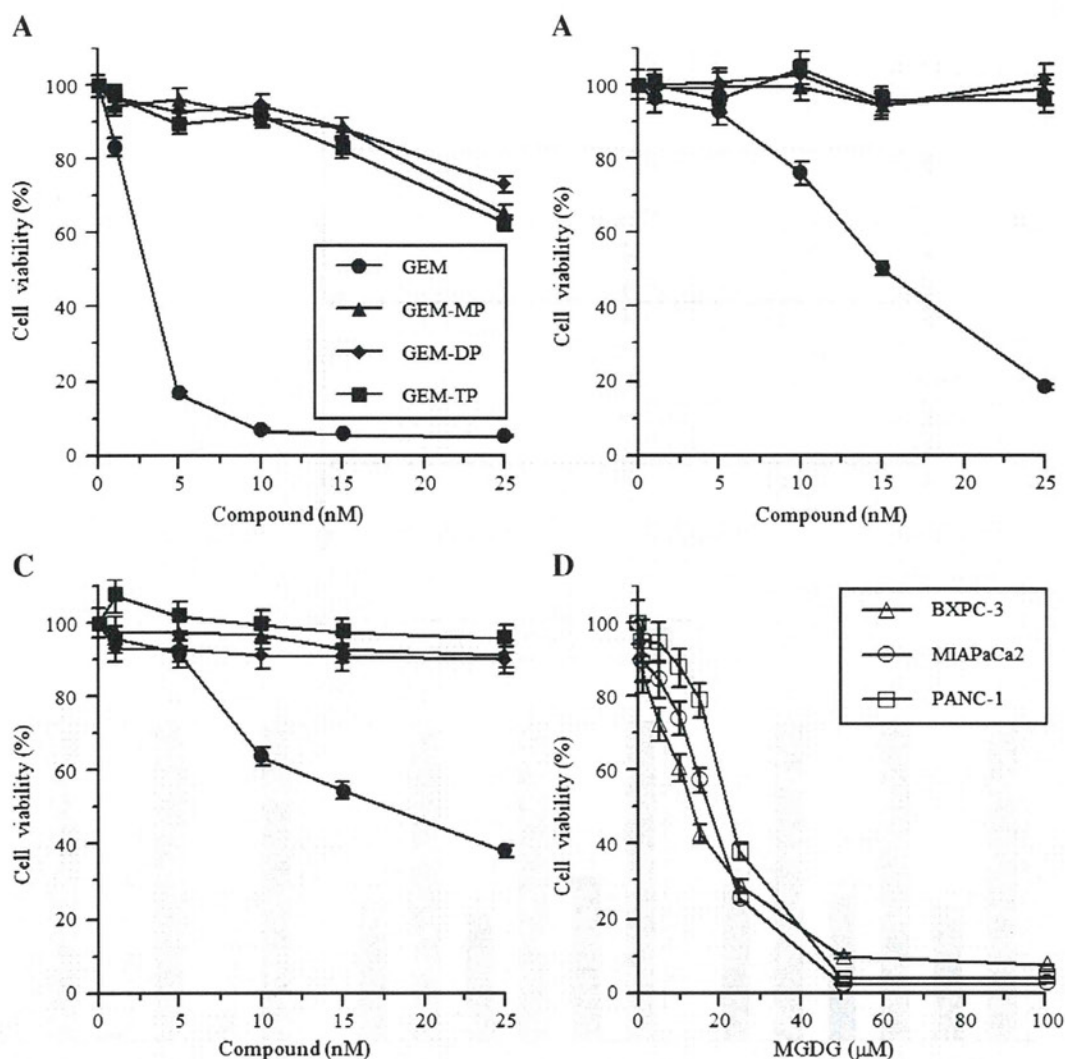 A
100
80
60
40
20
0
Cell viability (%)
GEM
GEM-MP
GEM-DP
GEM-TP
0 5 10 15 20 25
Compound (nM)
A
100
80
60
40
20
0
Cell viability (%)
0 5 10 15 20 25
Compound (nM)
C
100
80
60
40
20
0
Cell viability (%)
0 5 10 15 20 25
Compound (nM)
D
100
80
60
40
20
0
Cell viability (%)
BXPC-3
MIAPaCa2
PANC-1
0 20 40 60 80 100
MGDG (μM)